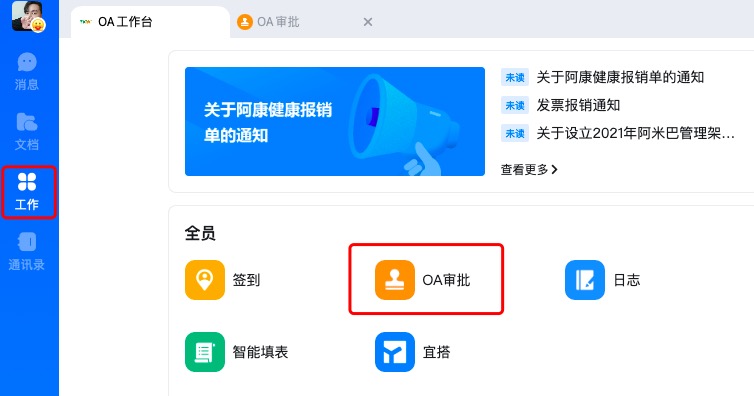 OA工作台
OA审批
消息
文档
工作
通讯录
关于阿康健康报销
单的通知
未读 关于阿康健康报销单的通知
未读 发票报销通知
未读 关于设立2021年阿米巴管理架...
查看更多
全员
签到
OA审批
日志
智能填表
宜搭